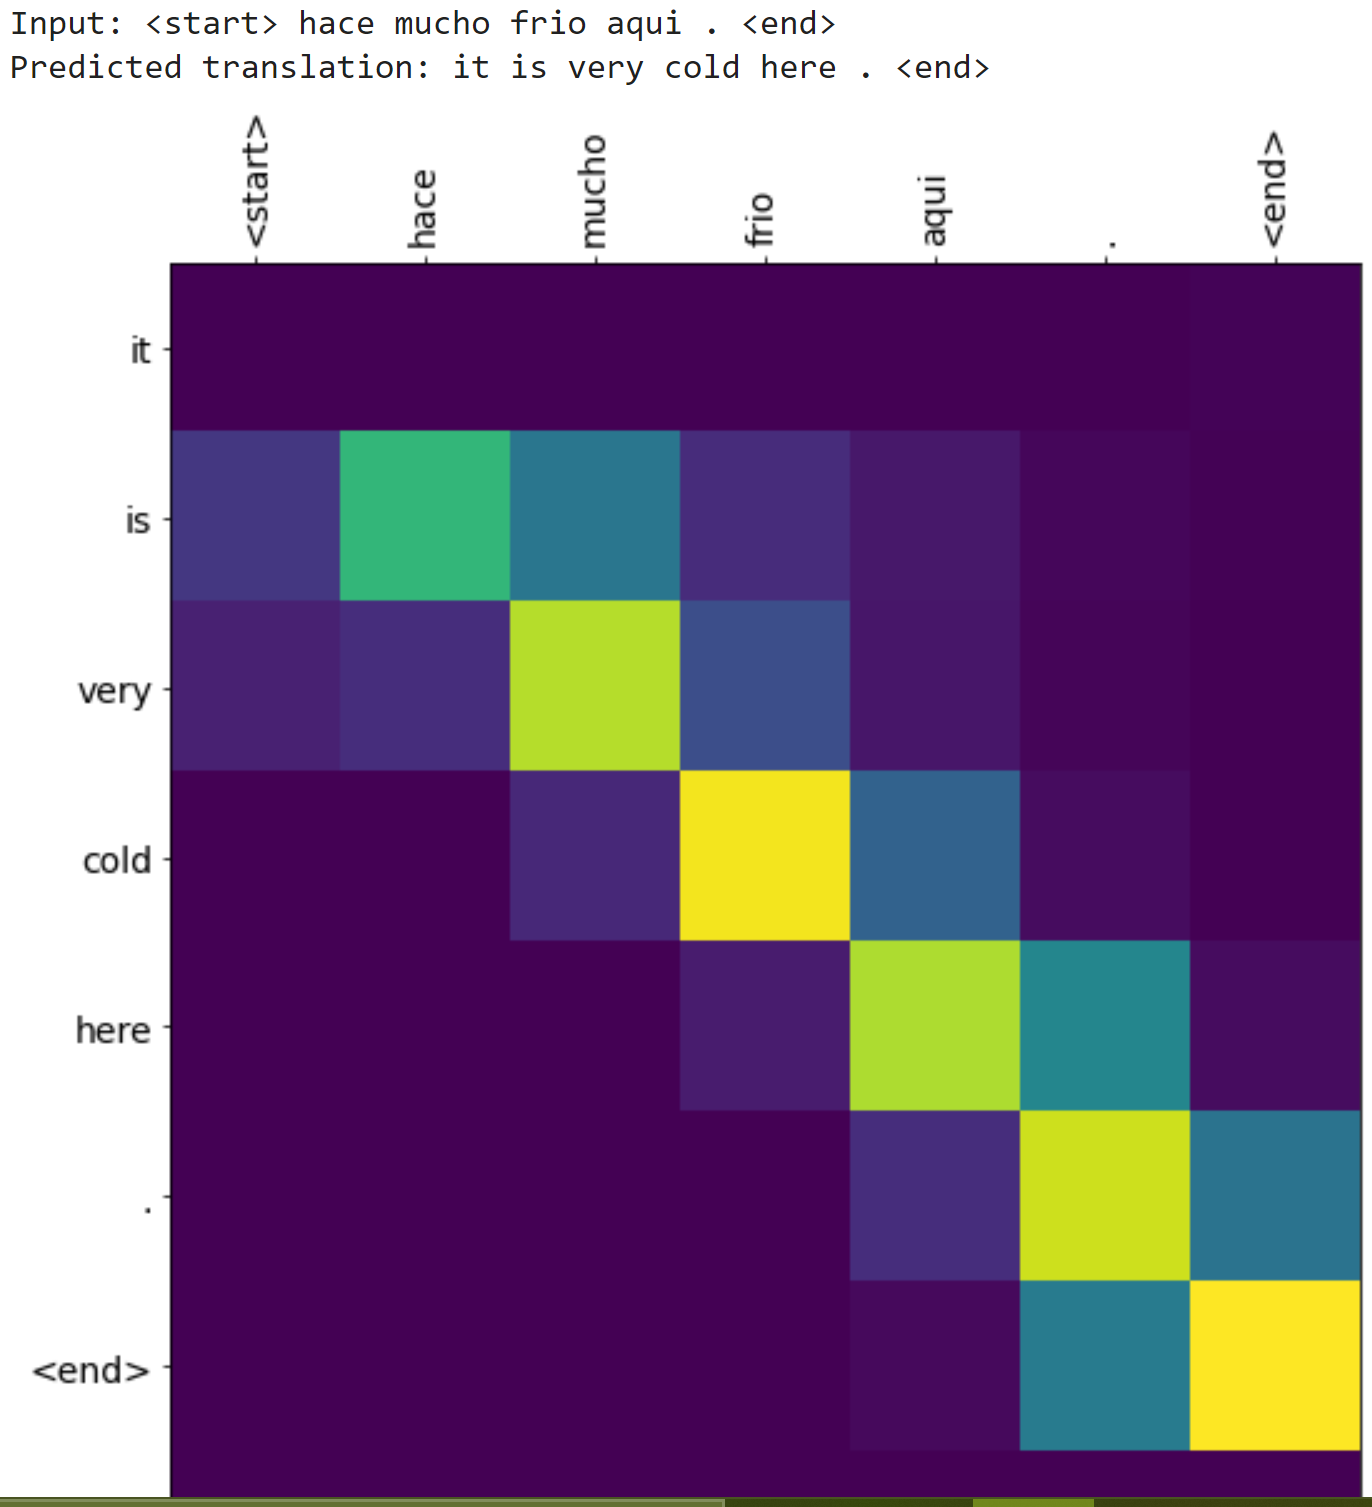 Input: <start> hace mucho frio aqui . <end>
Predicted translation: it is very cold here . <end>
<start> hace mucho frio aqui . <end>
it
is
very
cold
here
.
<end>